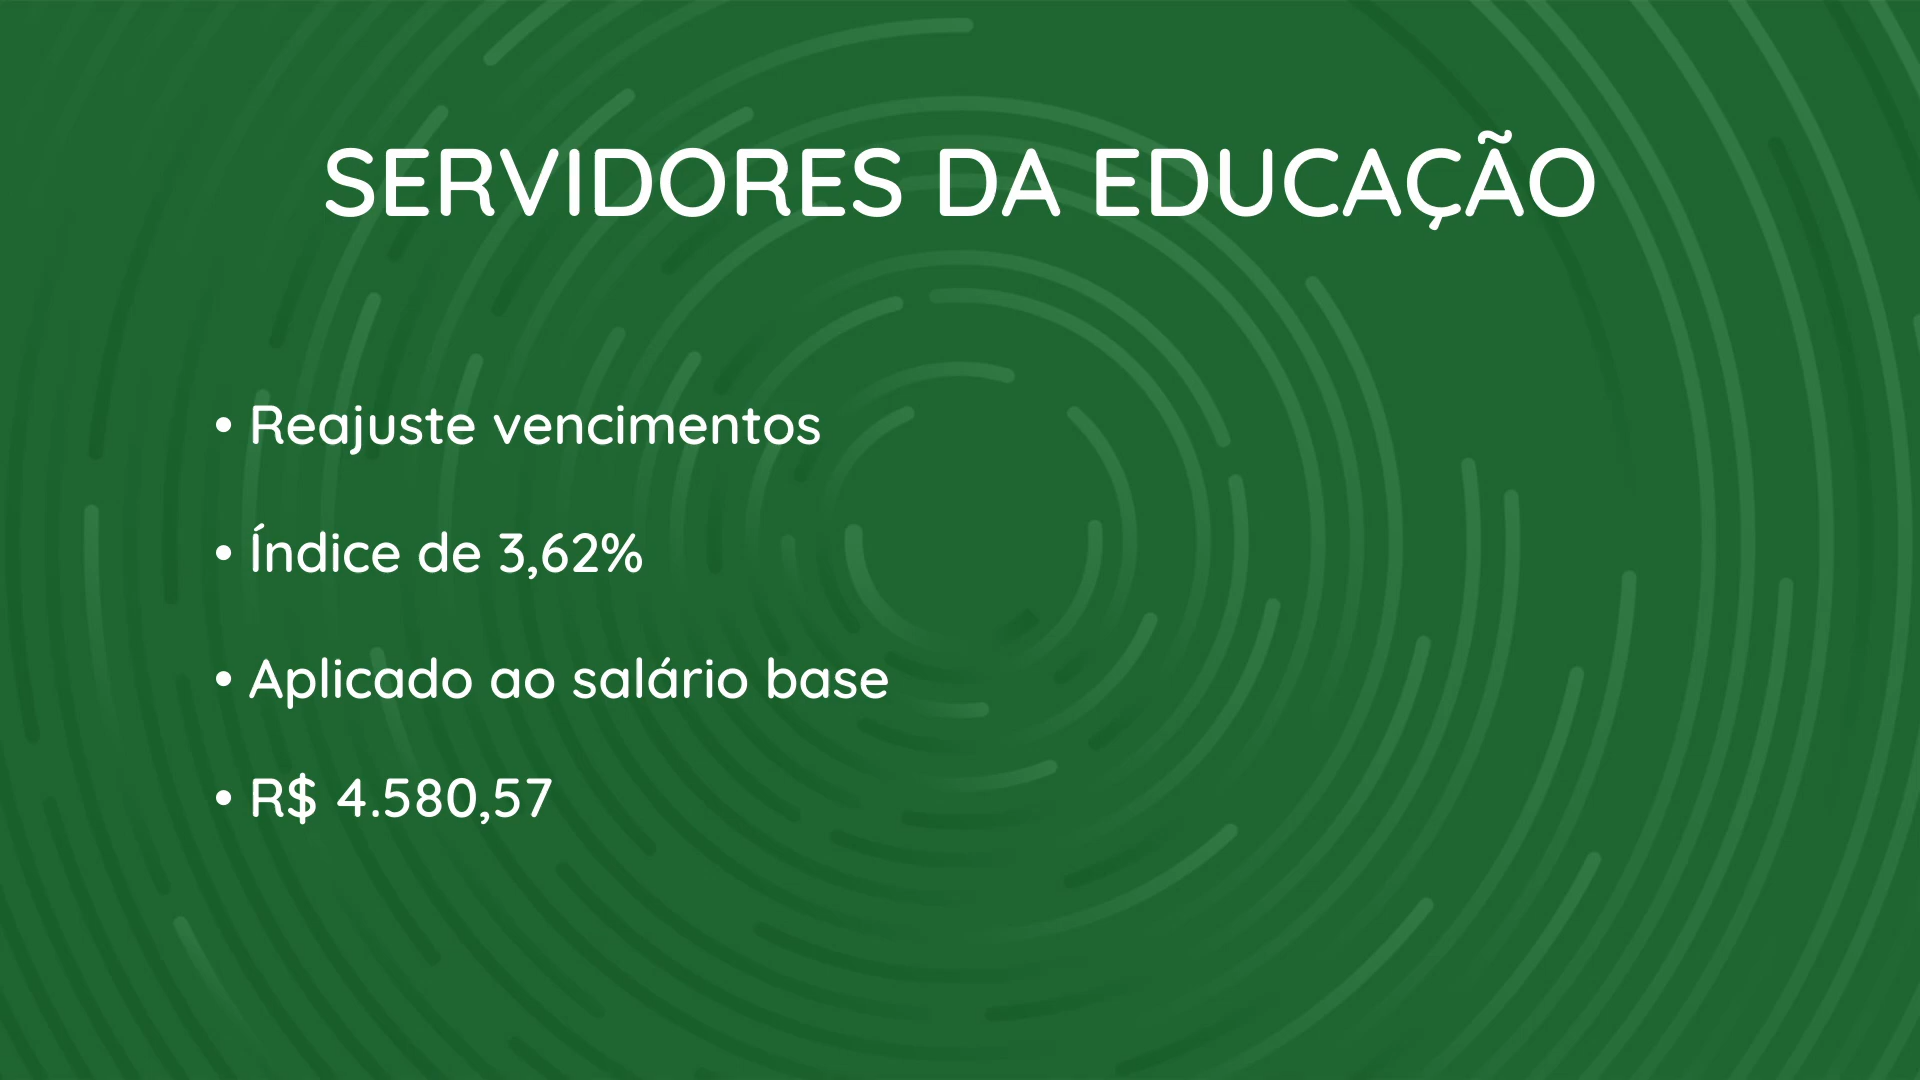 SERVIDORES DA EDUCAÇÃO
• Reajuste vencimentos
• Índice de 3,62%
• Aplicado ao salário base
• R$ 4.580,57